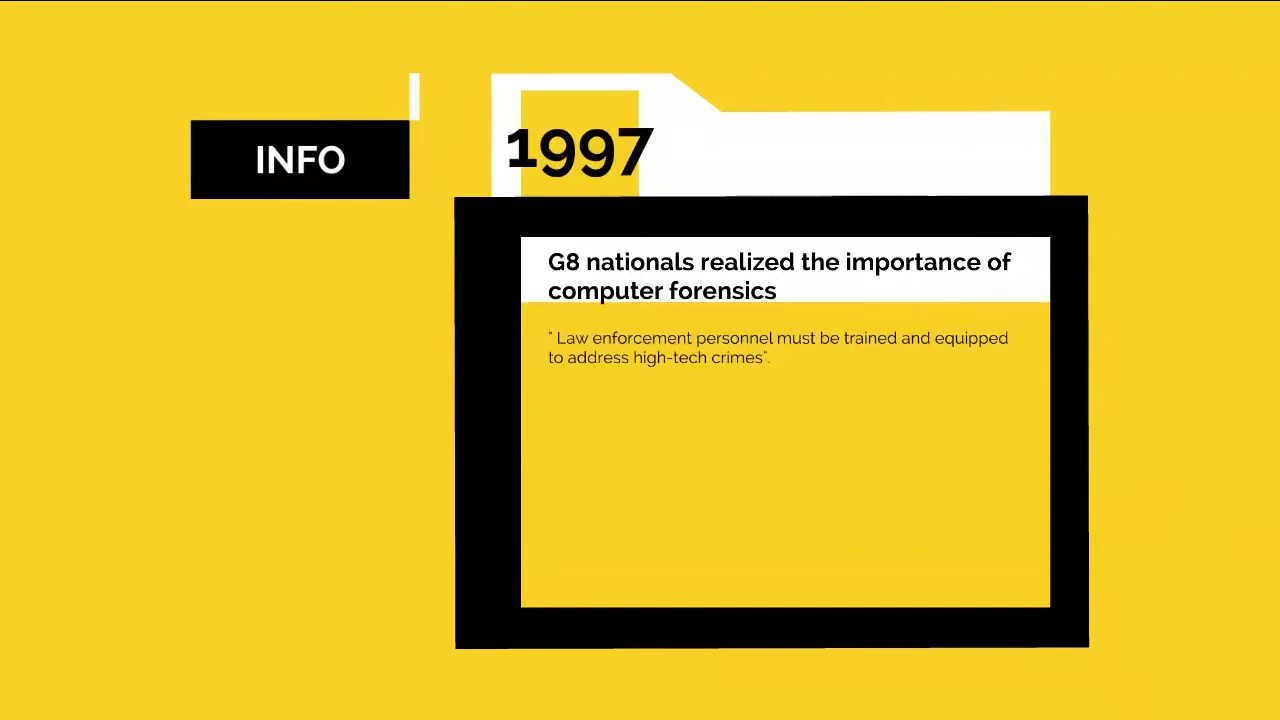 INFO
1997
G8 nationals realized the importance of
computer forensics
" Law enforcement personnel must be trained and equipped
to address high-tech crimes".